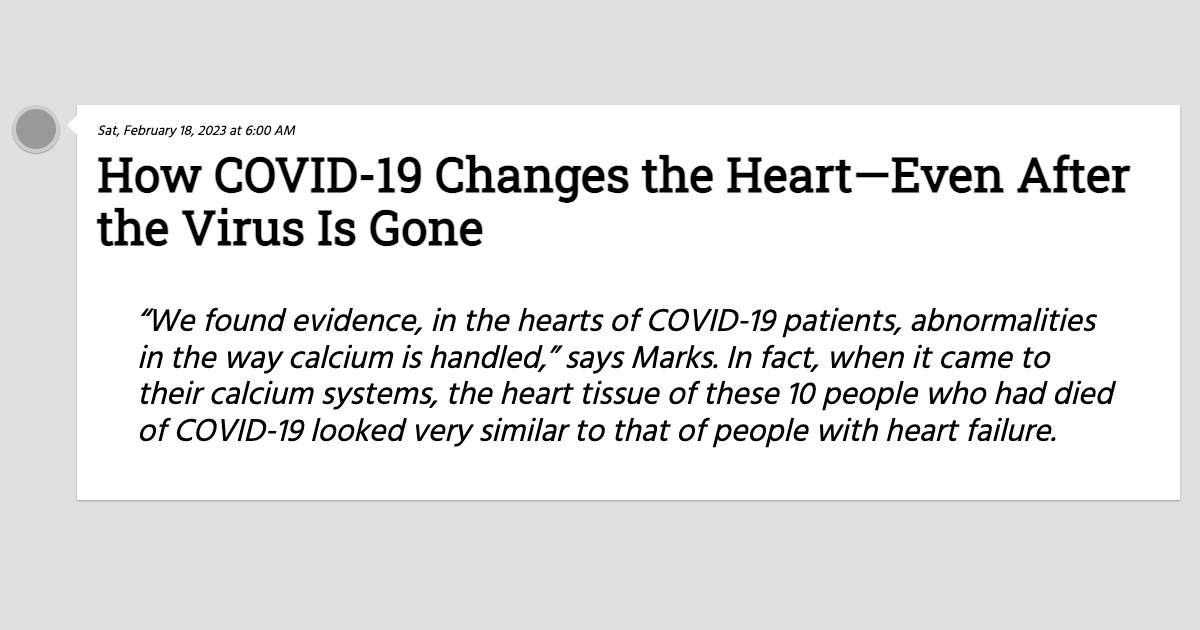 Sat, February 18, 2023 at 6:00 AM
How COVID-19 Changes the Heart—Even After
the Virus Is Gone
“We found evidence, in the hearts of COVID-19 patients, abnormalities
in the way calcium is handled,” says Marks. In fact, when it came to
their calcium systems, the heart tissue of these 10 people who had died
of COVID-19 looked very similar to that of people with heart failure.